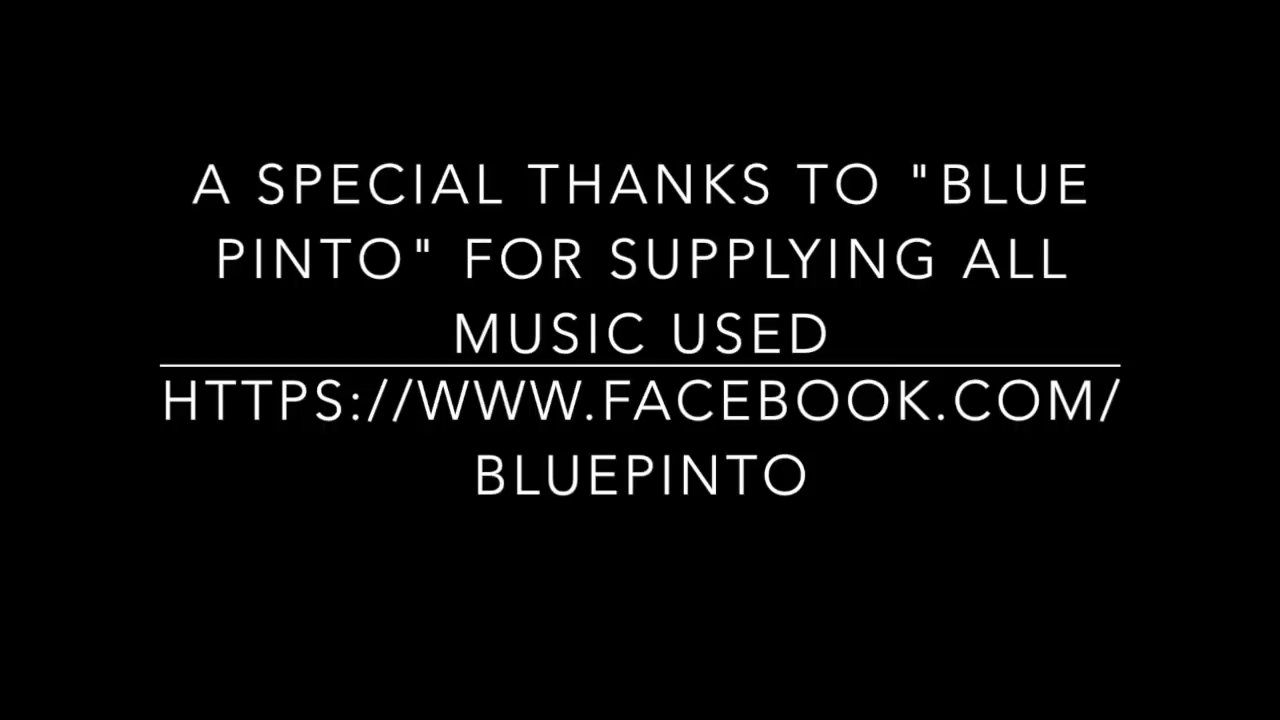 A SPECIAL THANKS TO "BLUE
PINTO" FOR SUPPLYING ALL
MUSIC USED
HTTPS://WWW.FACEBOOK.COM/
BLUEPINTO